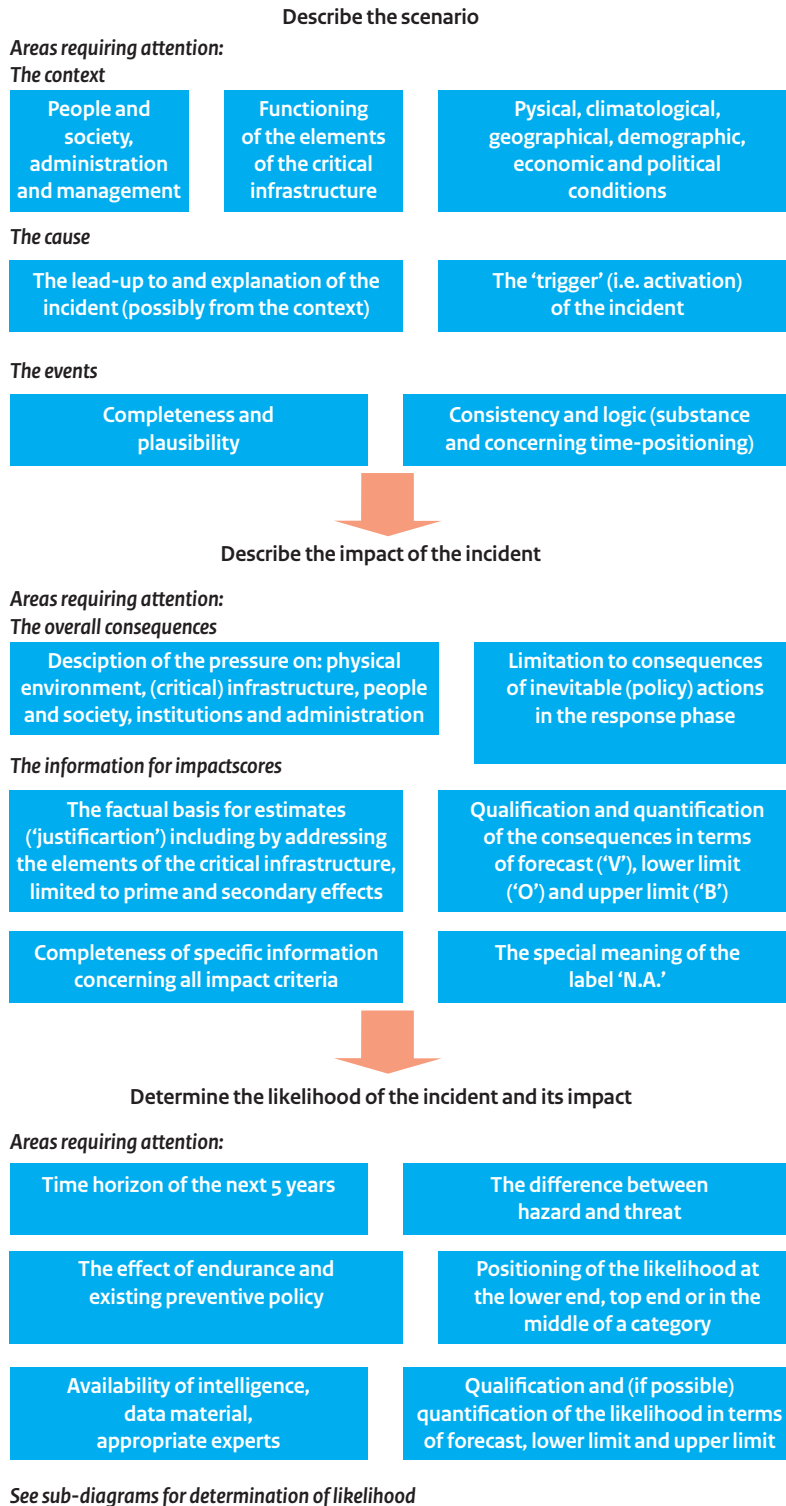 Describe the scenario
Areas requiring attention:
The context
People and
society,
administration
and management
Functioning
of the elements
of the critical
infrastructure
Pysical, climatological,
geographical, demographic,
economic and political
conditions
The cause
The lead-up to and explanation of the
incident (possibly from the context)
The ‘trigger’ (i.e. activation)
of the incident
The events
Completeness and
plausibility
Consistency and logic (substance
and concerning time-positioning)
Describe the impact of the incident
Areas requiring attention:
The overall consequences
Desciption of the pressure on: physical
environment, (critical) infrastructure, people
and society, institutions and administration
Limitation to consequences
of inevitable (policy) actions
in the response phase
The information for impactscores
The factual basis for estimates
(‘justificartion’) including by addressing
the elements of the critical infrastructure,
limited to prime and secondary effects
Qualification and quantification
of the consequences in terms
of forecast (‘V’), lower limit
(‘O’) and upper limit (‘B’)
Completeness of specific information
concerning all impact criteria
The special meaning of the
label ‘N.A.’
Determine the likelihood of the incident and its impact
Areas requiring attention:
Time horizon of the next 5 years
The difference between
hazard and threat
The effect of endurance and
existing preventive policy
Positioning of the likelihood at
the lower end, top end or in the
middle of a category
Availability of intelligence,
data material,
appropriate experts
Qualification and (if possible)
quantification of the likelihood in terms
of forecast, lower limit and upper limit
See sub-diagrams for determination of likelihood